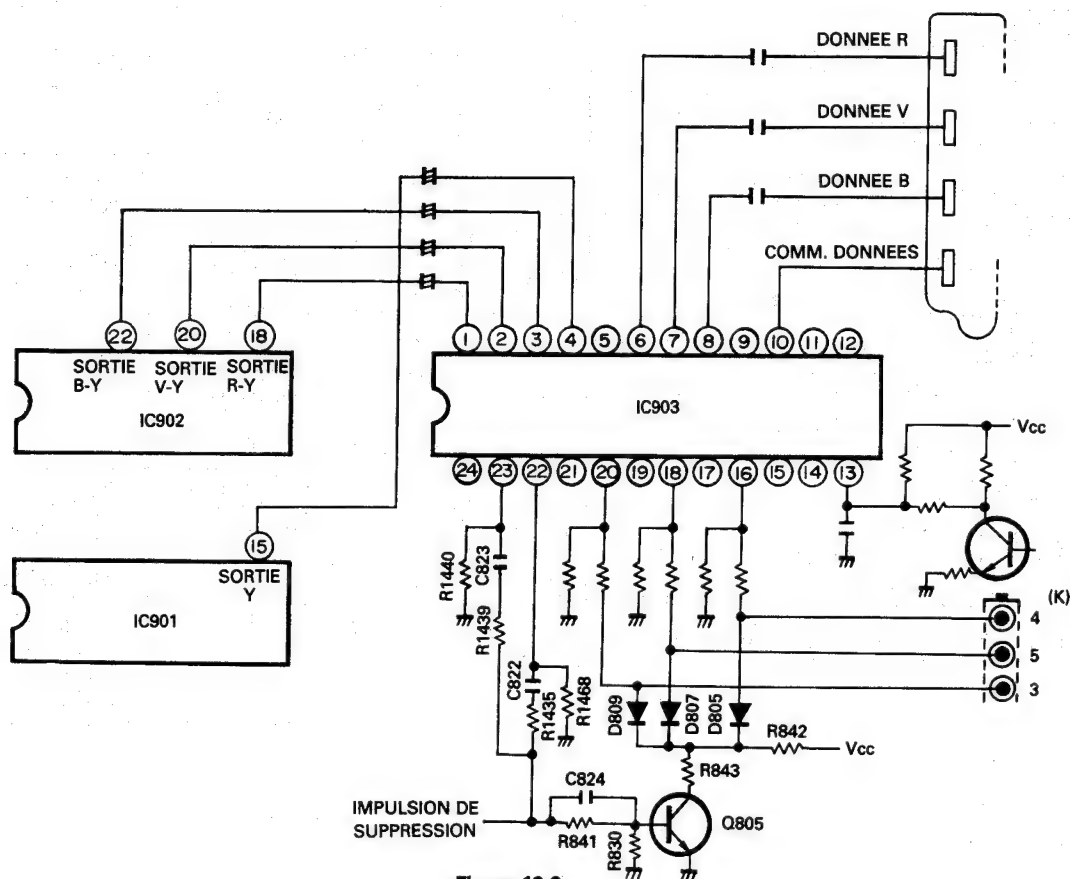 DONNEE R
DONNEE V
DONNEE B
COMM. DONNEES
22 20 18
SORTIE B-Y
SORTIE V-Y
SORTIE R-Y
IC902
1 2 3 4 5 6 7 8 9 10 11 12
IC903
24 23 22 21 20 19 18 17 16 15 14 13
Vcc
15
SORTIE
Y
IC901
R1440
C823
R1439
C822
R1435
R1468
(K)
4
5
3
D809
D807
D805
R842
Vcc
R843
C824
IMPULSION DE
SUPPRESSION
R841
R830
Q805